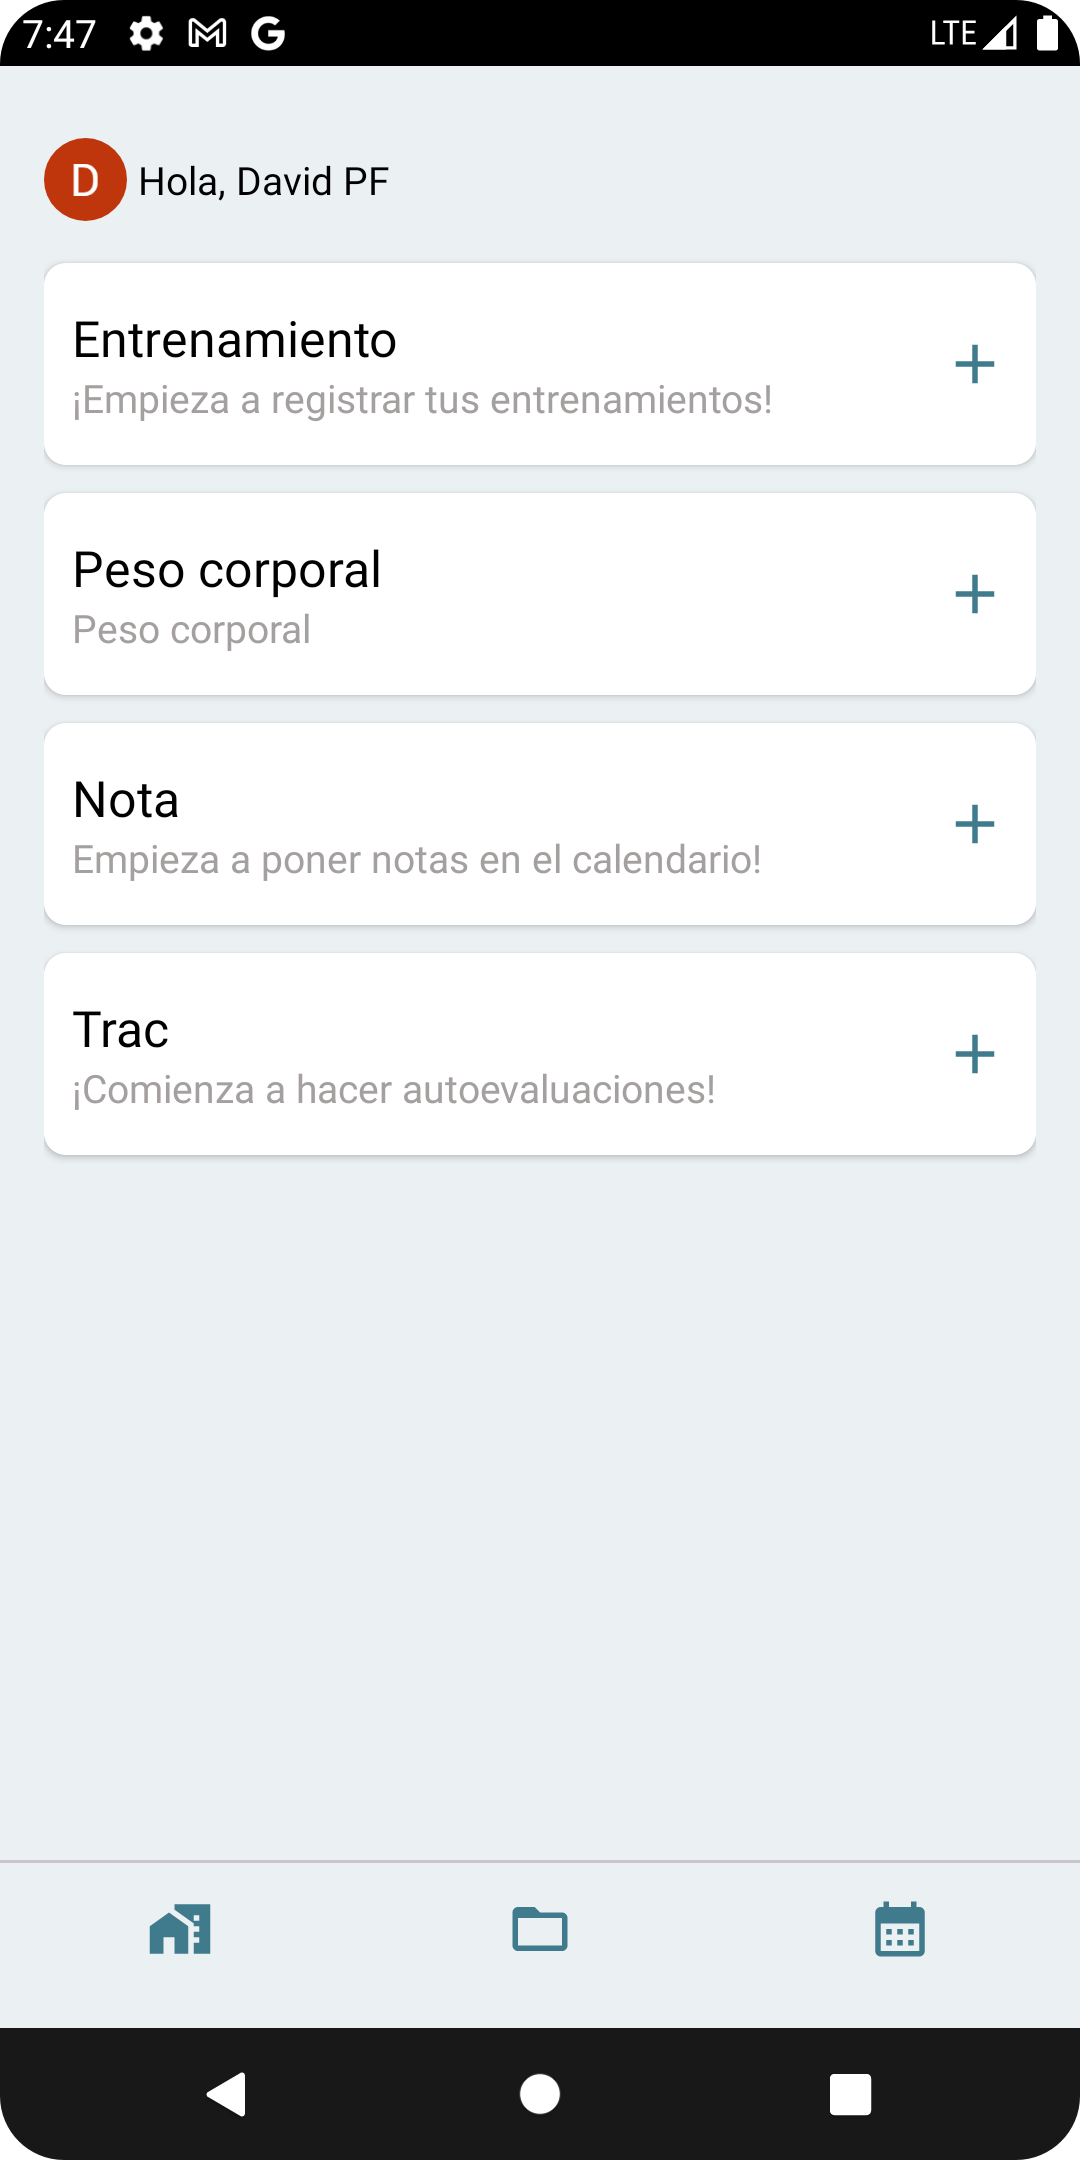 7:47 LTE
D Hola, David PF
Entrenamiento
¡Empieza a registrar tus entrenamientos!
Peso corporal
Peso corporal
Nota
Empieza a poner notas en el calendario!
Trac
¡Comienza a hacer autoevaluaciones!